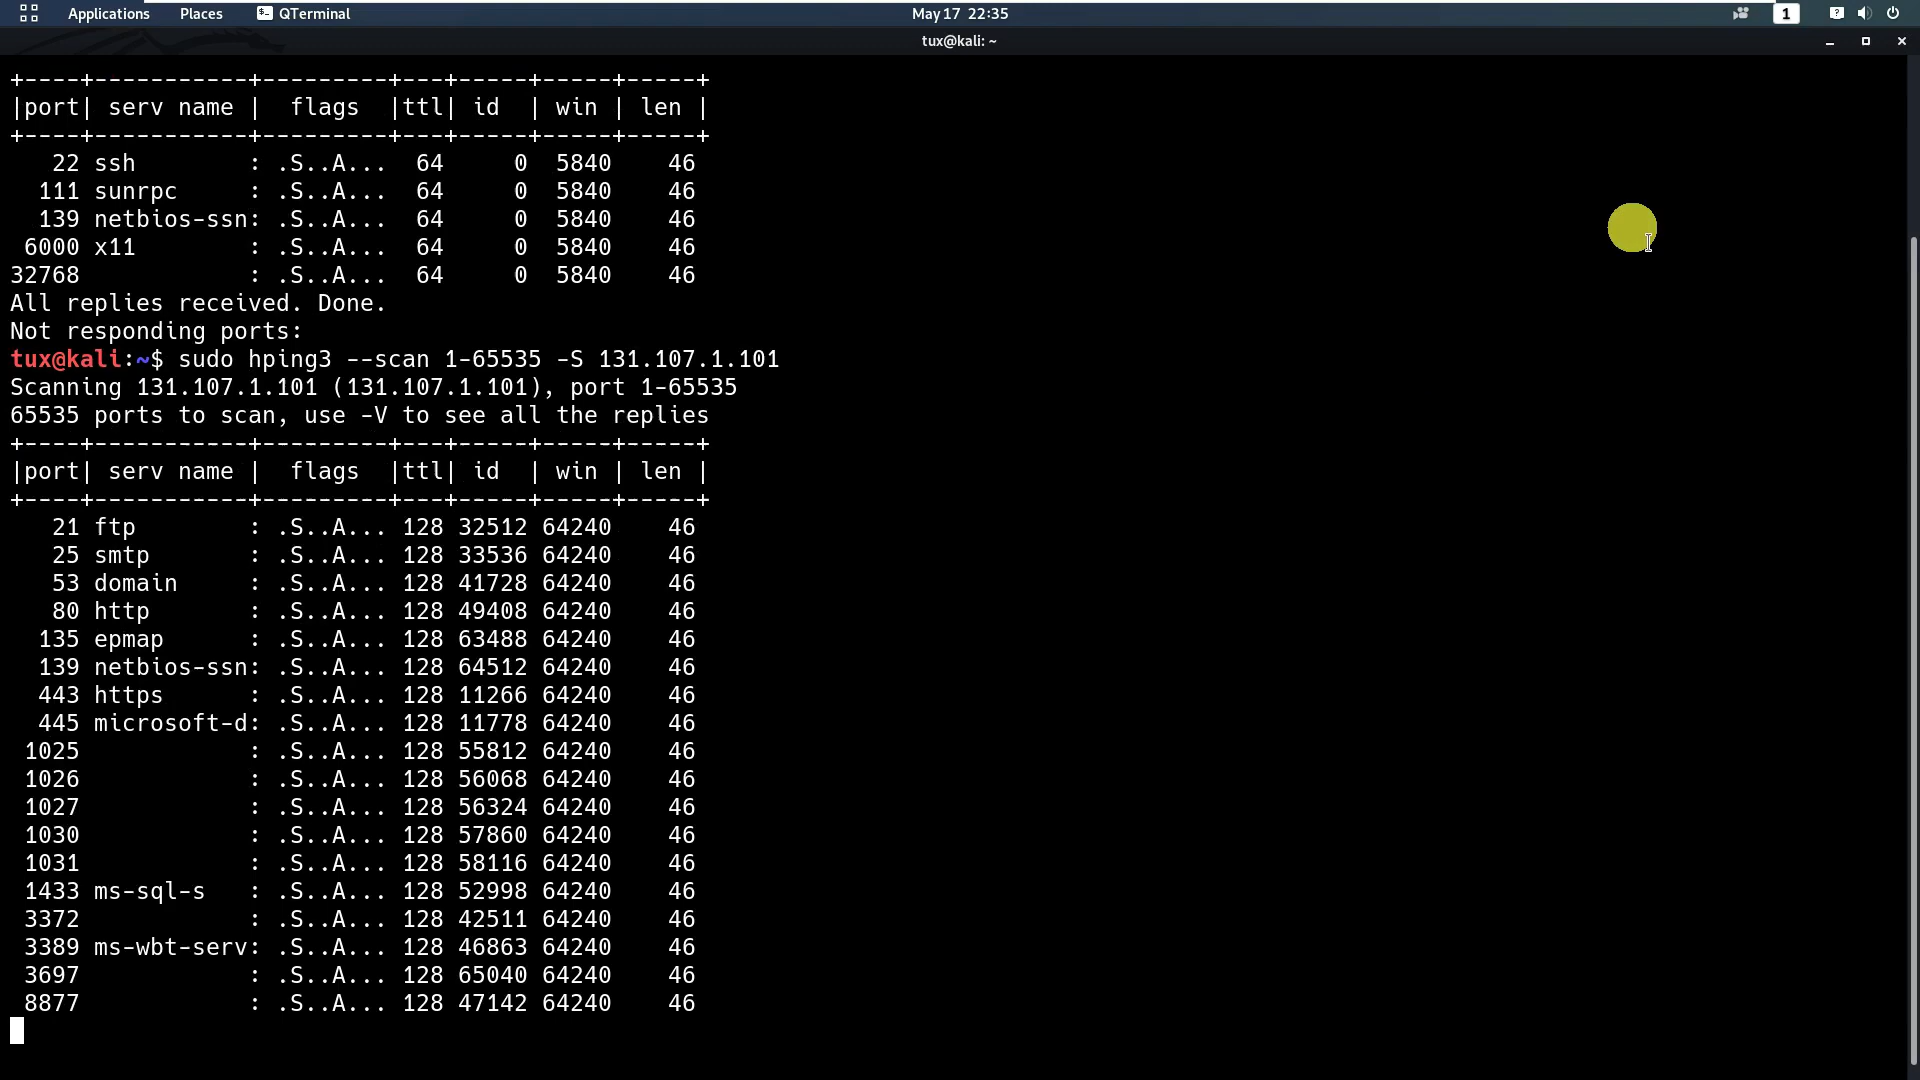 Applications Places QTerminal May 17 22:35 1
tux@kali: ~
+----+-----------+---------+---+-----+-----+-----+
|port| serv name |  flags  |ttl| id  | win | len |
+----+-----------+---------+---+-----+-----+-----+
   22 ssh        : .S..A...  64     0  5840    46
  111 sunrpc     : .S..A...  64     0  5840    46
  139 netbios-ssn: .S..A...  64     0  5840    46
 6000 x11        : .S..A...  64     0  5840    46
32768            : .S..A...  64     0  5840    46
All replies received. Done.
Not responding ports:
tux@kali:~$ sudo hping3 --scan 1-65535 -S 131.107.1.101
Scanning 131.107.1.101 (131.107.1.101), port 1-65535
65535 ports to scan, use -V to see all the replies
+----+-----------+---------+---+-----+-----+-----+
|port| serv name |  flags  |ttl| id  | win | len |
+----+-----------+---------+---+-----+-----+-----+
   21 ftp        : .S..A... 128 32512 64240    46
   25 smtp       : .S..A... 128 33536 64240    46
   53 domain     : .S..A... 128 41728 64240    46
   80 http       : .S..A... 128 49408 64240    46
  135 epmap      : .S..A... 128 63488 64240    46
  139 netbios-ssn: .S..A... 128 64512 64240    46
  443 https      : .S..A... 128 11266 64240    46
  445 microsoft-d: .S..A... 128 11778 64240    46
 1025            : .S..A... 128 55812 64240    46
 1026            : .S..A... 128 56068 64240    46
 1027            : .S..A... 128 56324 64240    46
 1030            : .S..A... 128 57860 64240    46
 1031            : .S..A... 128 58116 64240    46
 1433 ms-sql-s   : .S..A... 128 52998 64240    46
 3372            : .S..A... 128 42511 64240    46
 3389 ms-wbt-serv: .S..A... 128 46863 64240    46
 3697            : .S..A... 128 65040 64240    46
 8877            : .S..A... 128 47142 64240    46